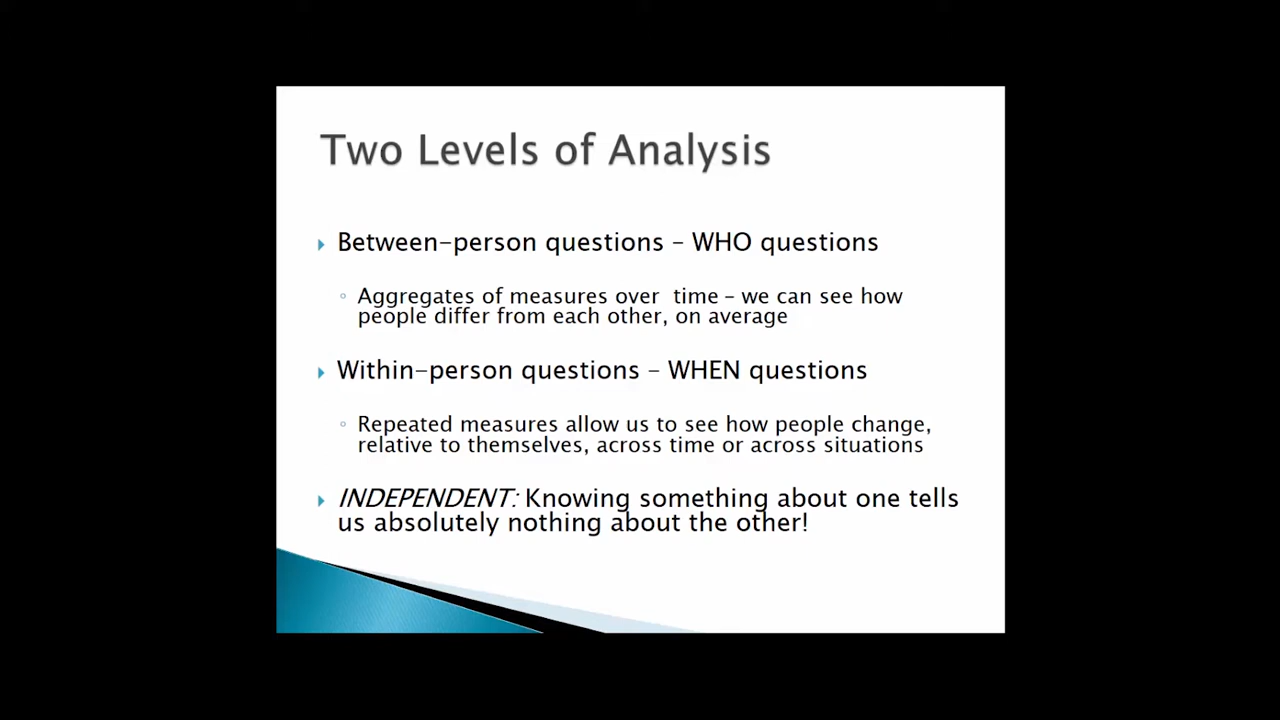 Two Levels of Analysis
Between-person questions – WHO questions
Aggregates of measures over time – we can see how
people differ from each other, on average
Within-person questions – WHEN questions
Repeated measures allow us to see how people change,
relative to themselves, across time or across situations
INDEPENDENT: Knowing something about one tells
us absolutely nothing about the other!